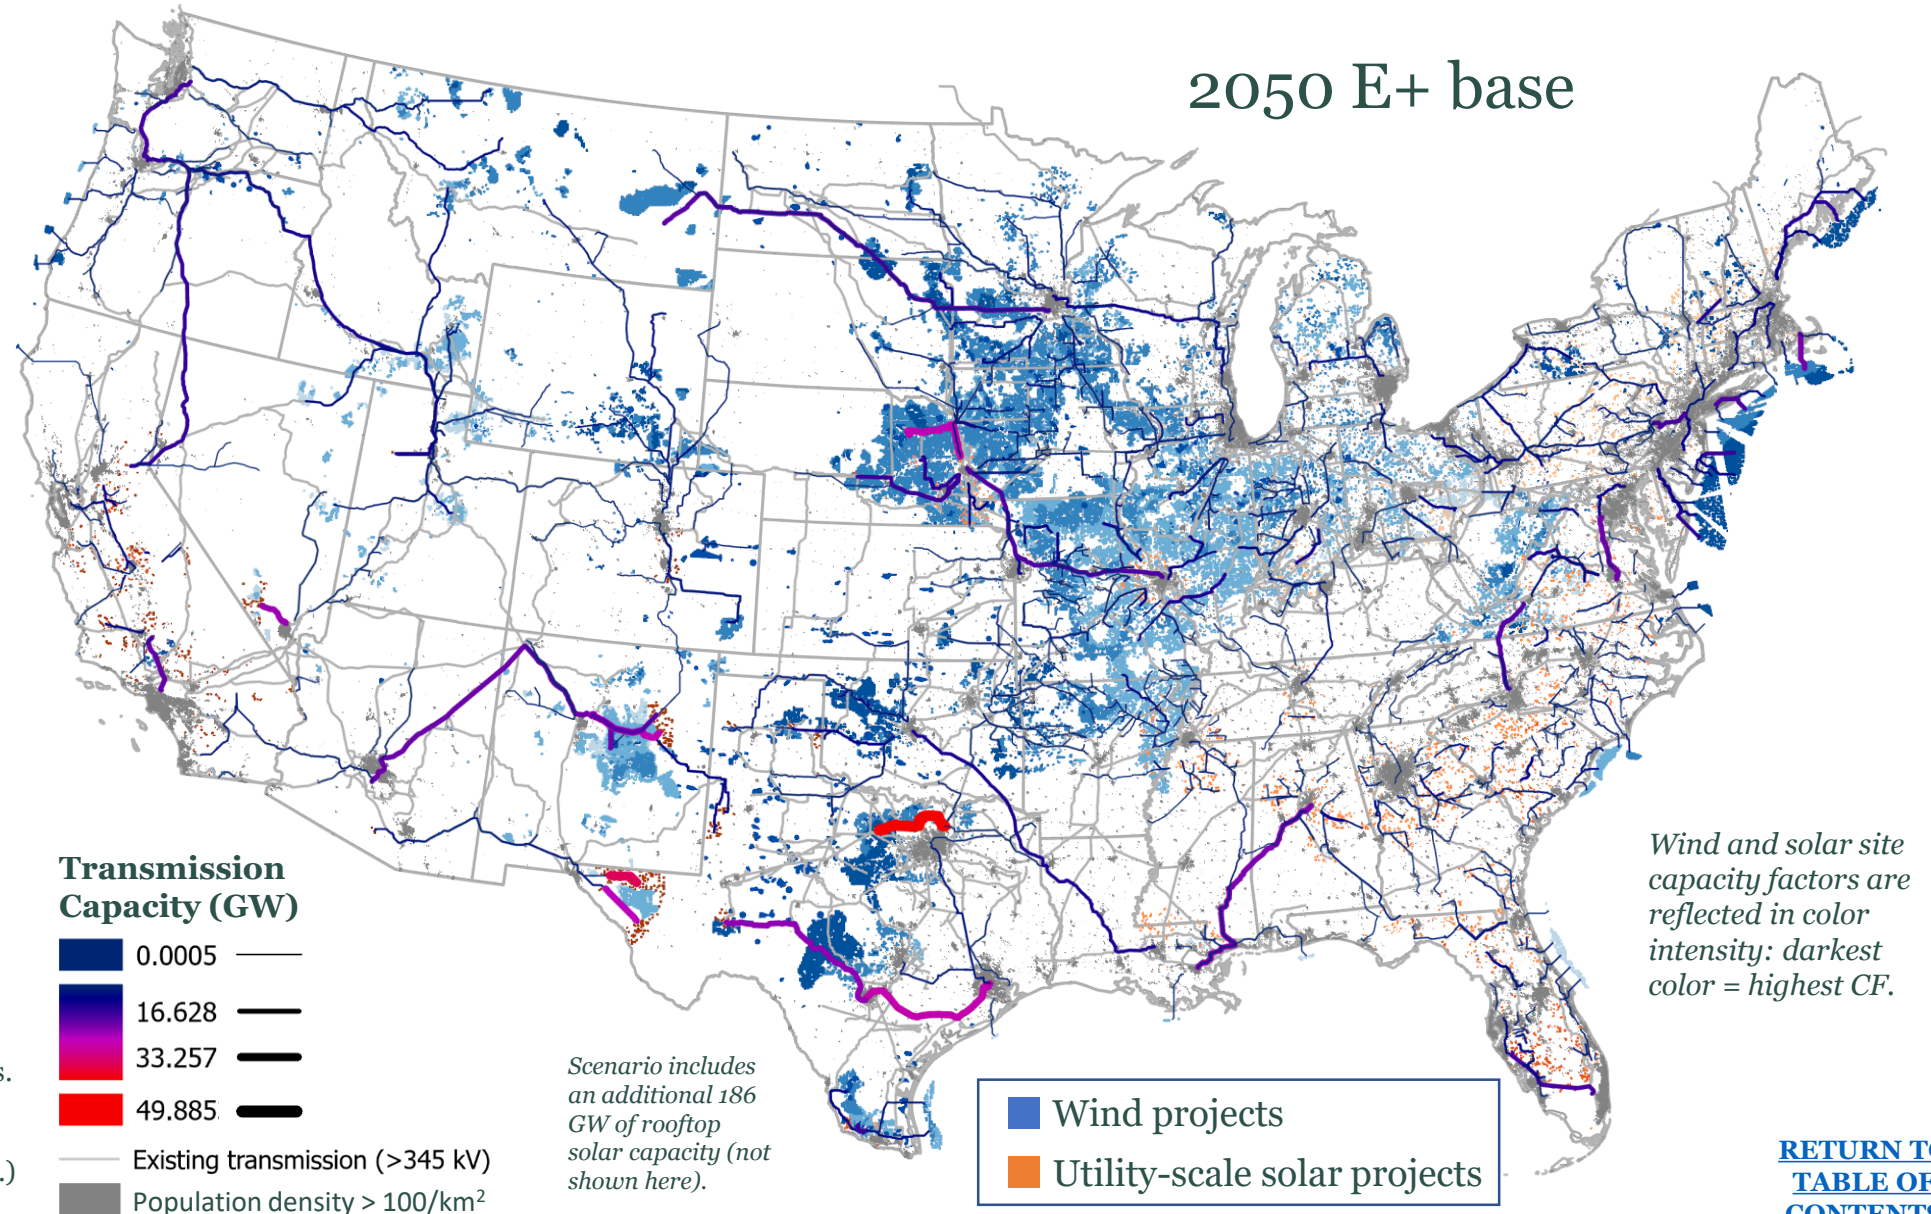 2050 E+ base
Wind and solar site
capacity factors are
reflected in color
intensity: darkest
color = highest CF.
Transmission
Capacity (GW)
0.0005
16.628
33.257
49.885
Existing transmission (>345 kV)
Population density > 100/km²
s.
.)
Scenario includes
an additional 186
GW of rooftop
solar capacity (not
shown here).
Wind projects
Utility-scale solar projects
RETURN TO
TABLE OF
CONTENTS